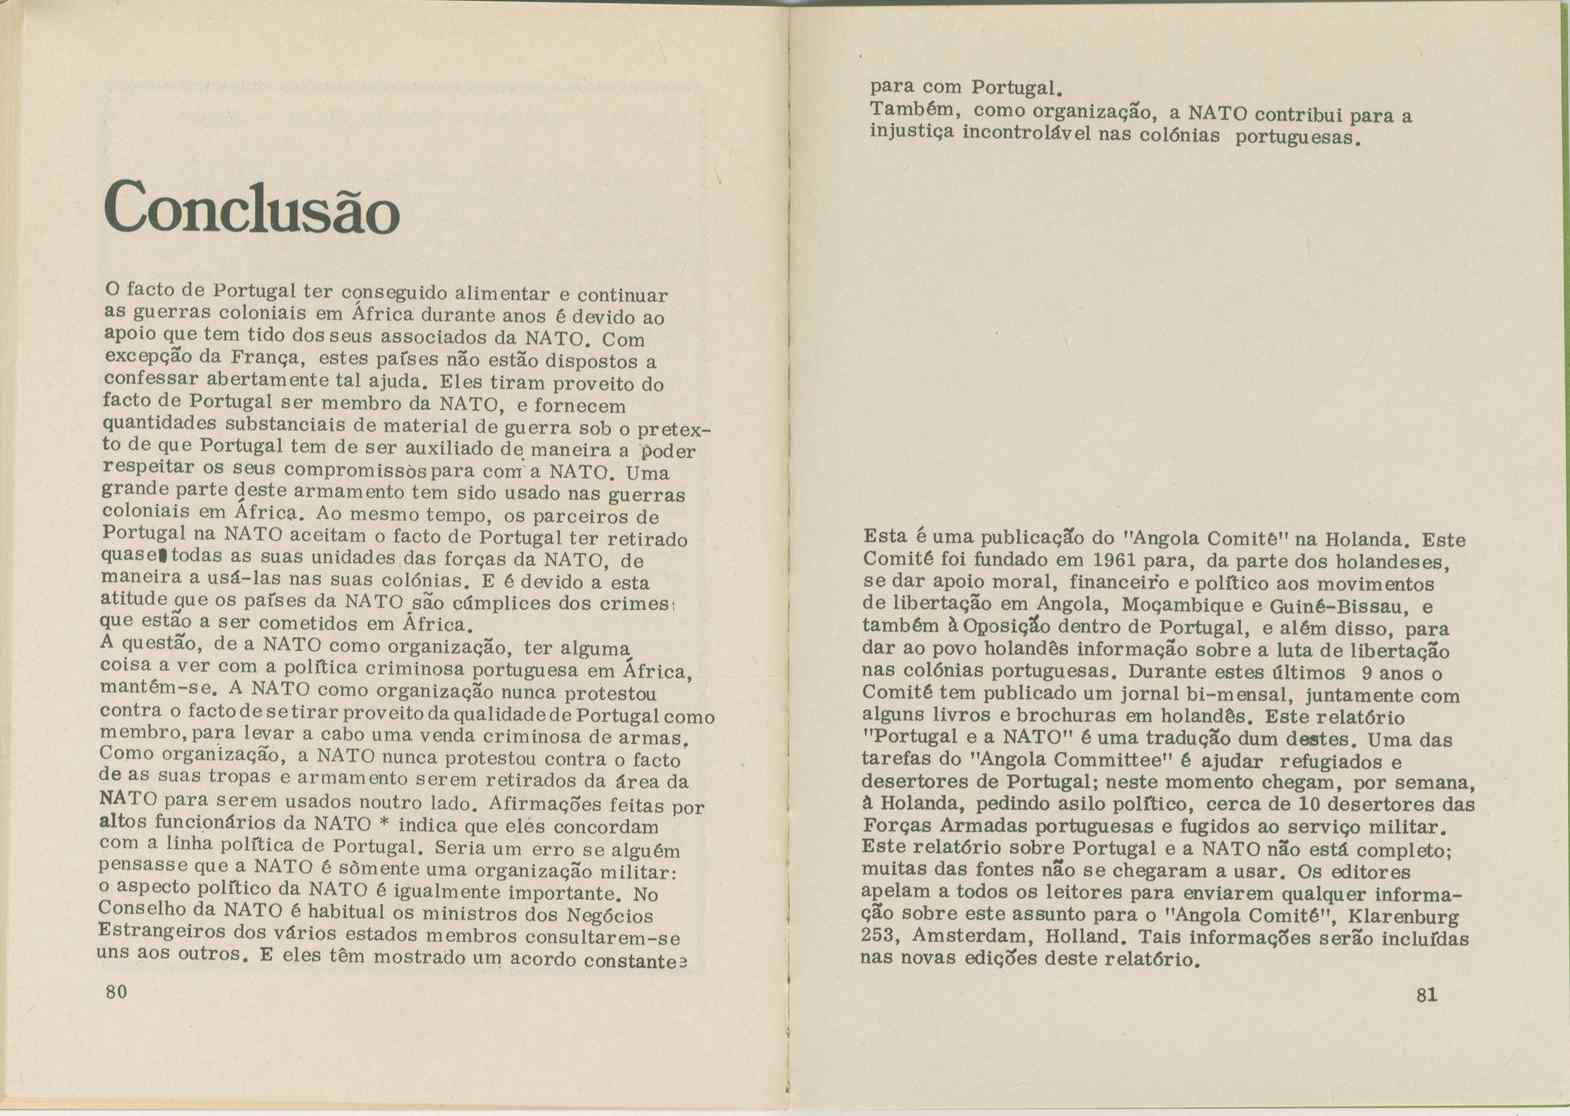 Conclusão
O facto de Portugal ter conseguido alimentar e continuar
as guerras coloniais em África durante anos é devido ao
apoio que tem tido dos seus associados da NATO. Com
excepção da França, estes países não estão dispostos a
confessar abertamente tal ajuda. Eles tiram proveito do
facto de Portugal ser membro da NATO, e fornecem
quantidades substanciais de material de guerra sob o pretex-
to de que Portugal tem de ser auxiliado de maneira a poder
respeitar os seus compromissos para com a NATO. Uma
grande parte deste armamento tem sido usado nas guerras
coloniais em África. Ao mesmo tempo, os parceiros de
Portugal na NATO aceitam o facto de Portugal ter retirado
quase todas as suas unidades das forças da NATO, de
maneira a usá-las nas suas colónias. E é devido a esta
atitude que os países da NATO são cúmplices dos crimes
que estão a ser cometidos em África.
A questão, de a NATO como organização, ter alguma
coisa a ver com a política criminosa portuguesa em África,
mantém-se. A NATO como organização nunca protestou
contra o facto de se tirar proveito da qualidade de Portugal como
membro, para levar a cabo uma venda criminosa de armas.
Como organização, a NATO nunca protestou contra o facto
de as suas tropas e armamento serem retirados da área da
NATO para serem usados noutro lado. Afirmações feitas por
altos funcionários da NATO * indica que eles concordam
com a linha política de Portugal. Seria um erro se alguém
pensasse que a NATO é sòmente uma organização militar:
o aspecto político da NATO é igualmente importante. No
Conselho da NATO é habitual os ministros dos Negócios
Estrangeiros dos vários estados membros consultarem-se
uns aos outros. E eles têm mostrado um acordo constante
80
para com Portugal.
Também, como organização, a NATO contribui para a
injustiça incontrolável nas colónias portuguesas.
Esta é uma publicação do "Angola Comité" na Holanda. Este
Comité foi fundado em 1961 para, da parte dos holandeses,
se dar apoio moral, financeiro e político aos movimentos
de libertação em Angola, Moçambique e Guiné-Bissau, e
também à Oposição dentro de Portugal, e além disso, para
dar ao povo holandês informação sobre a luta de libertação
nas colónias portuguesas. Durante estes últimos 9 anos o
Comité tem publicado um jornal bi-mensal, juntamente com
alguns livros e brochuras em holandês. Este relatório
"Portugal e a NATO" é uma tradução dum destes. Uma das
tarefas do "Angola Committee" é ajudar refugiados e
desertores de Portugal; neste momento chegam, por semana,
à Holanda, pedindo asilo político, cerca de 10 desertores das
Forças Armadas portuguesas e fugidos ao serviço militar.
Este relatório sobre Portugal e a NATO não está completo;
muitas das fontes não se chegaram a usar. Os editores
apelam a todos os leitores para enviarem qualquer informa-
ção sobre este assunto para o "Angola Comité", Klarenburg
253, Amsterdam, Holland. Tais informações serão incluídas
nas novas edições deste relatório.
81